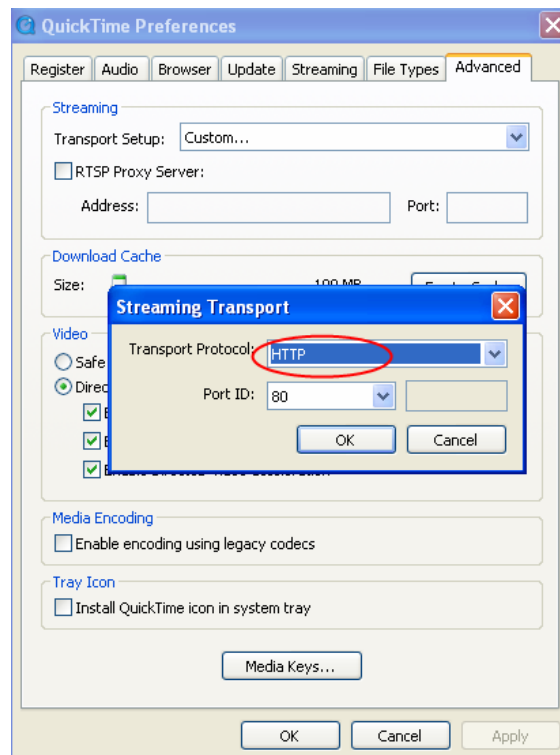 QuickTime Preferences
Register Audio Browser Update Streaming File Types Advanced
Streaming
Transport Setup: Custom...
RTSP Proxy Server:
Address: Port:
Download Cache
Size:
Streaming Transport
Video
Transport Protocol: HTTP
Safe
Port ID: 80
OK Cancel
Media Encoding
Enable encoding using legacy codecs
Tray Icon
Install QuickTime icon in system tray
Media Keys...
OK Cancel Apply